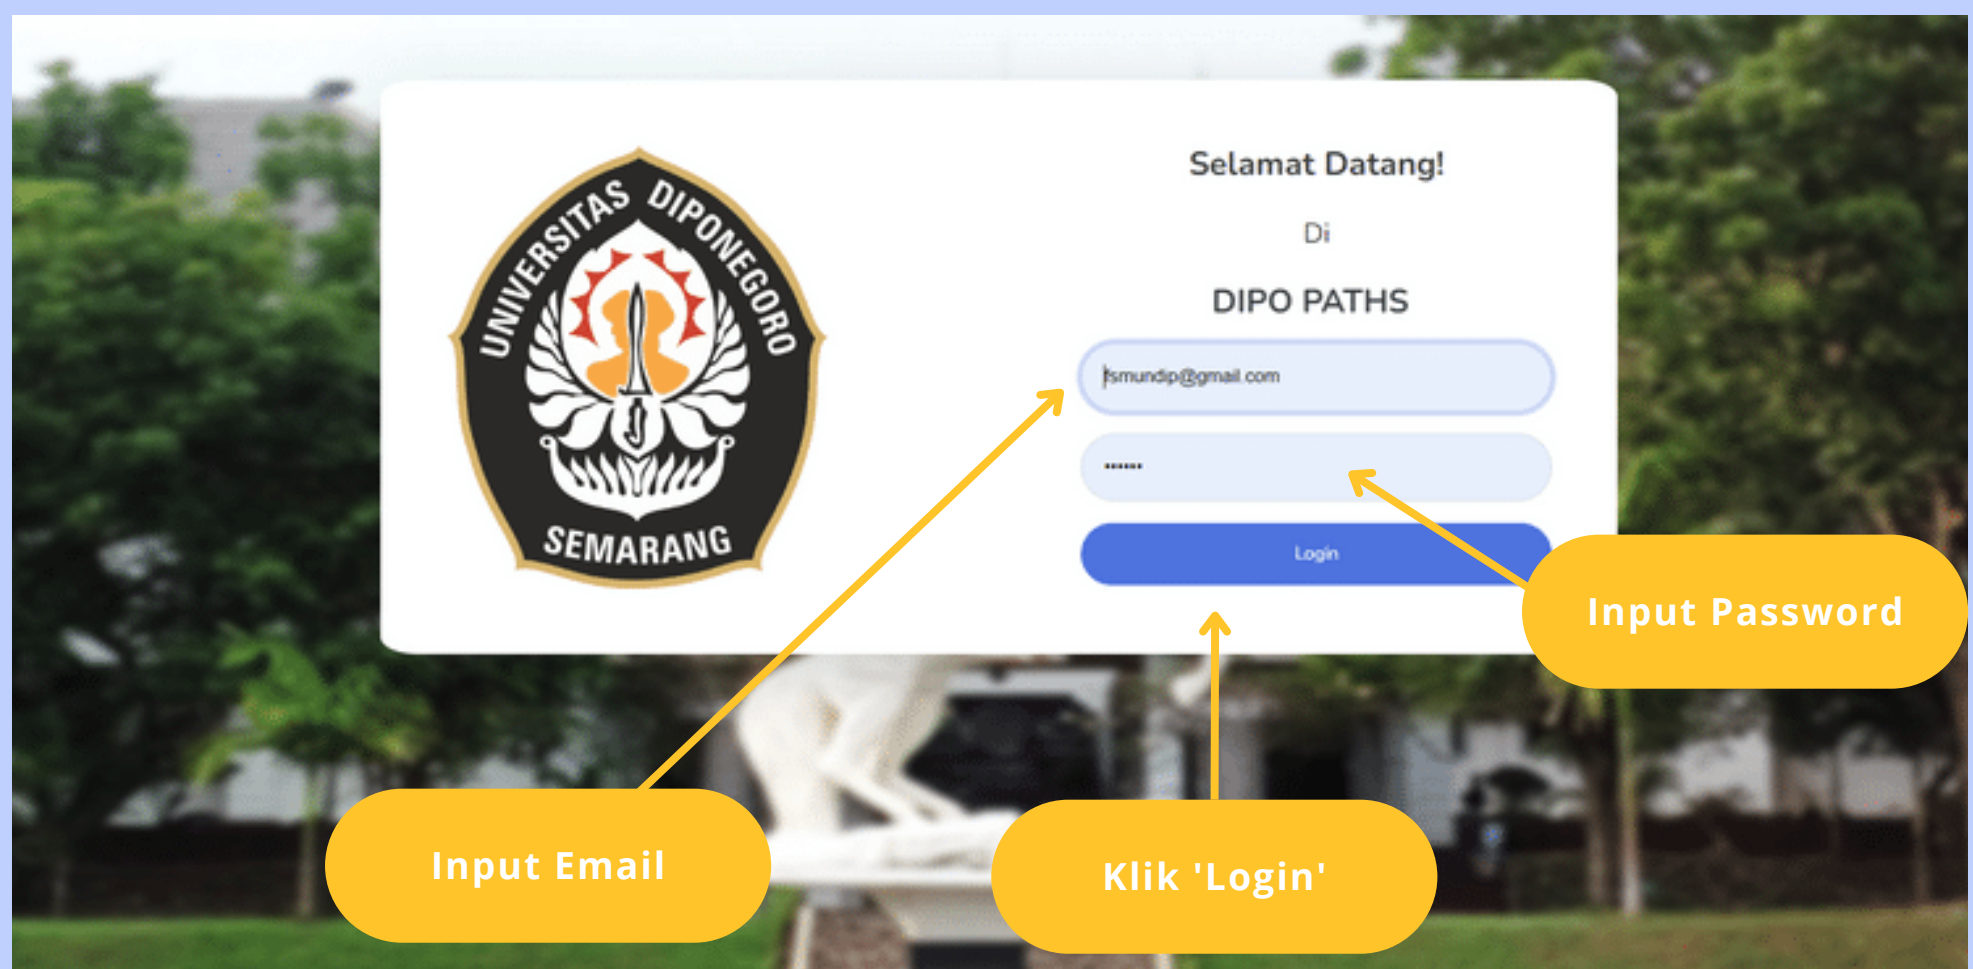 UNIVERSITAS DIPONEGORO
SEMARANG
Selamat Datang!
Di
DIPO PATHS
fsmundip@gmail.com
••••••
Login
Input Password
Input Email
Klik 'Login'